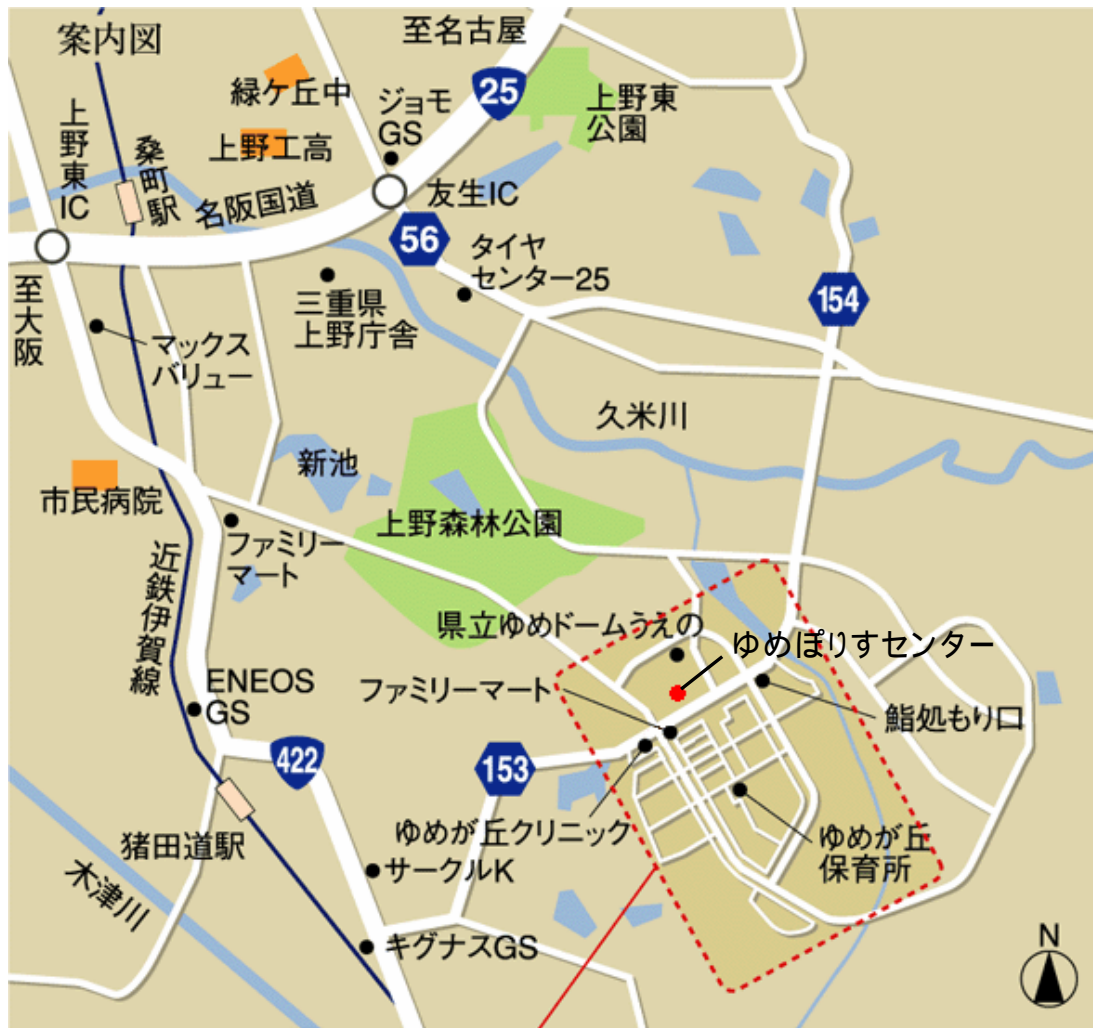 案内図
至名古屋
25
緑ケ丘中
ジョモ
GS
上野東
公園
上野工高
上野東IC
桑町駅
名阪国道
友生IC
56
タイヤ
センター25
154
至大阪
三重県
上野庁舎
マックス
バリュー
久米川
新池
市民病院
上野森林公園
ファミリー
マート
近鉄伊賀線
県立ゆめドームうえの
ゆめぽりすセンター
ファミリーマート
ENEOS
GS
鮨処もり口
422
153
ゆめが丘クリニック
ゆめが丘
保育所
猪田道駅
サークルK
木津川
キグナスGS
N